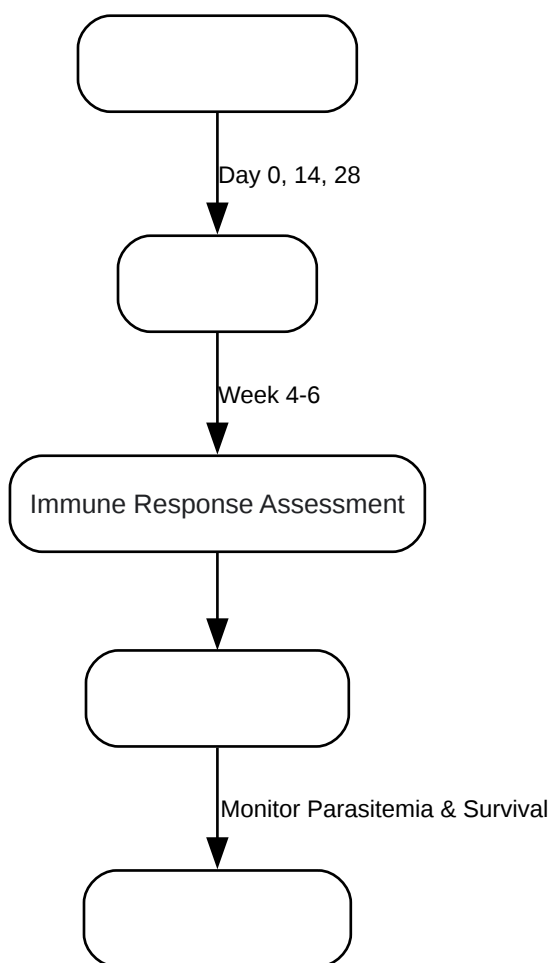 Day 0, 14, 28
Week 4-6
Immune Response Assessment
Monitor Parasitemia & Survival